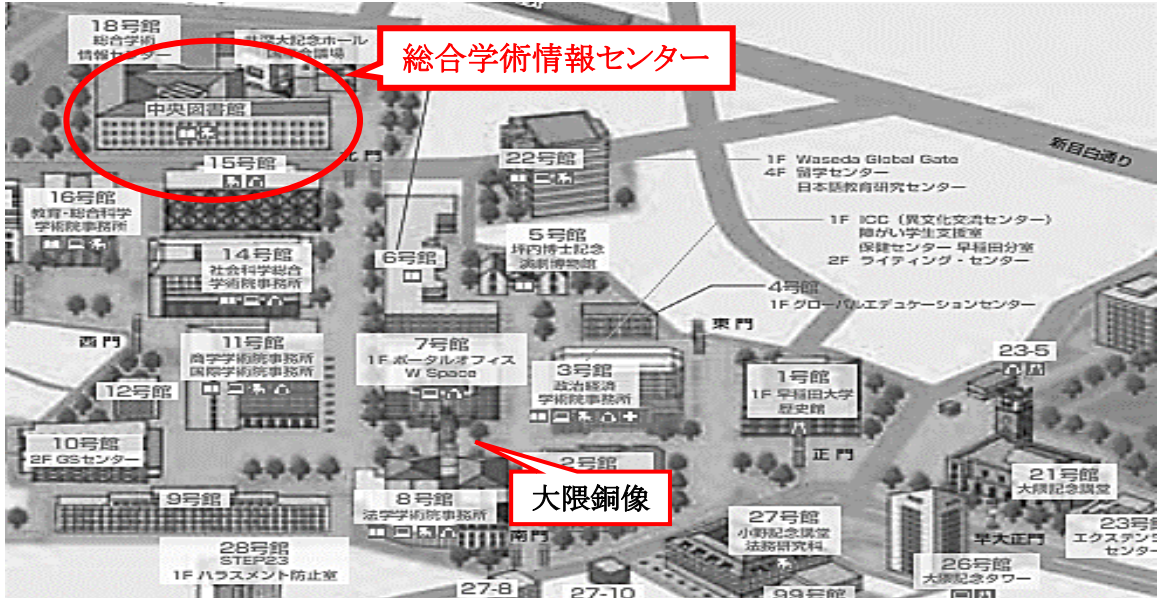 18号館
総合学術
情報センター
井深大記念ホール
国際会議場
総合学術情報センター
中央図書館
北門
新目白通り
15号館
22号館
1F Waseda Global Gate
4F 留学センター
日本語教育研究センター
16号館
教育・総合科学
学術院事務所
1F ICC (異文化交流センター)
障がい学生支援室
保健センター 早稲田分室
2F ライティング・センター
5号館
坪内博士記念
演劇博物館
6号館
14号館
社会科学総合
学術院事務所
4号館
1F グローバルエデュケーションセンター
東門
西門
11号館
商学学術院事務所
国際学術院事務所
7号館
1F ポータルオフィス
W Space
3号館
政治経済
学術院事務所
23-5
1号館
1F 早稲田大学
歴史館
12号館
10号館
2F GSセンター
正門
2号館
大隈銅像
21号館
大隈記念講堂
9号館
8号館
法学学術院事務所
南門
27号館
小野記念講堂
法務研究科
早大正門
23号館
エクステンション
センター
28号館
STEP23
1F ハラスメント防止室
26号館
大隈記念タワー
27-8
27-10
99号館